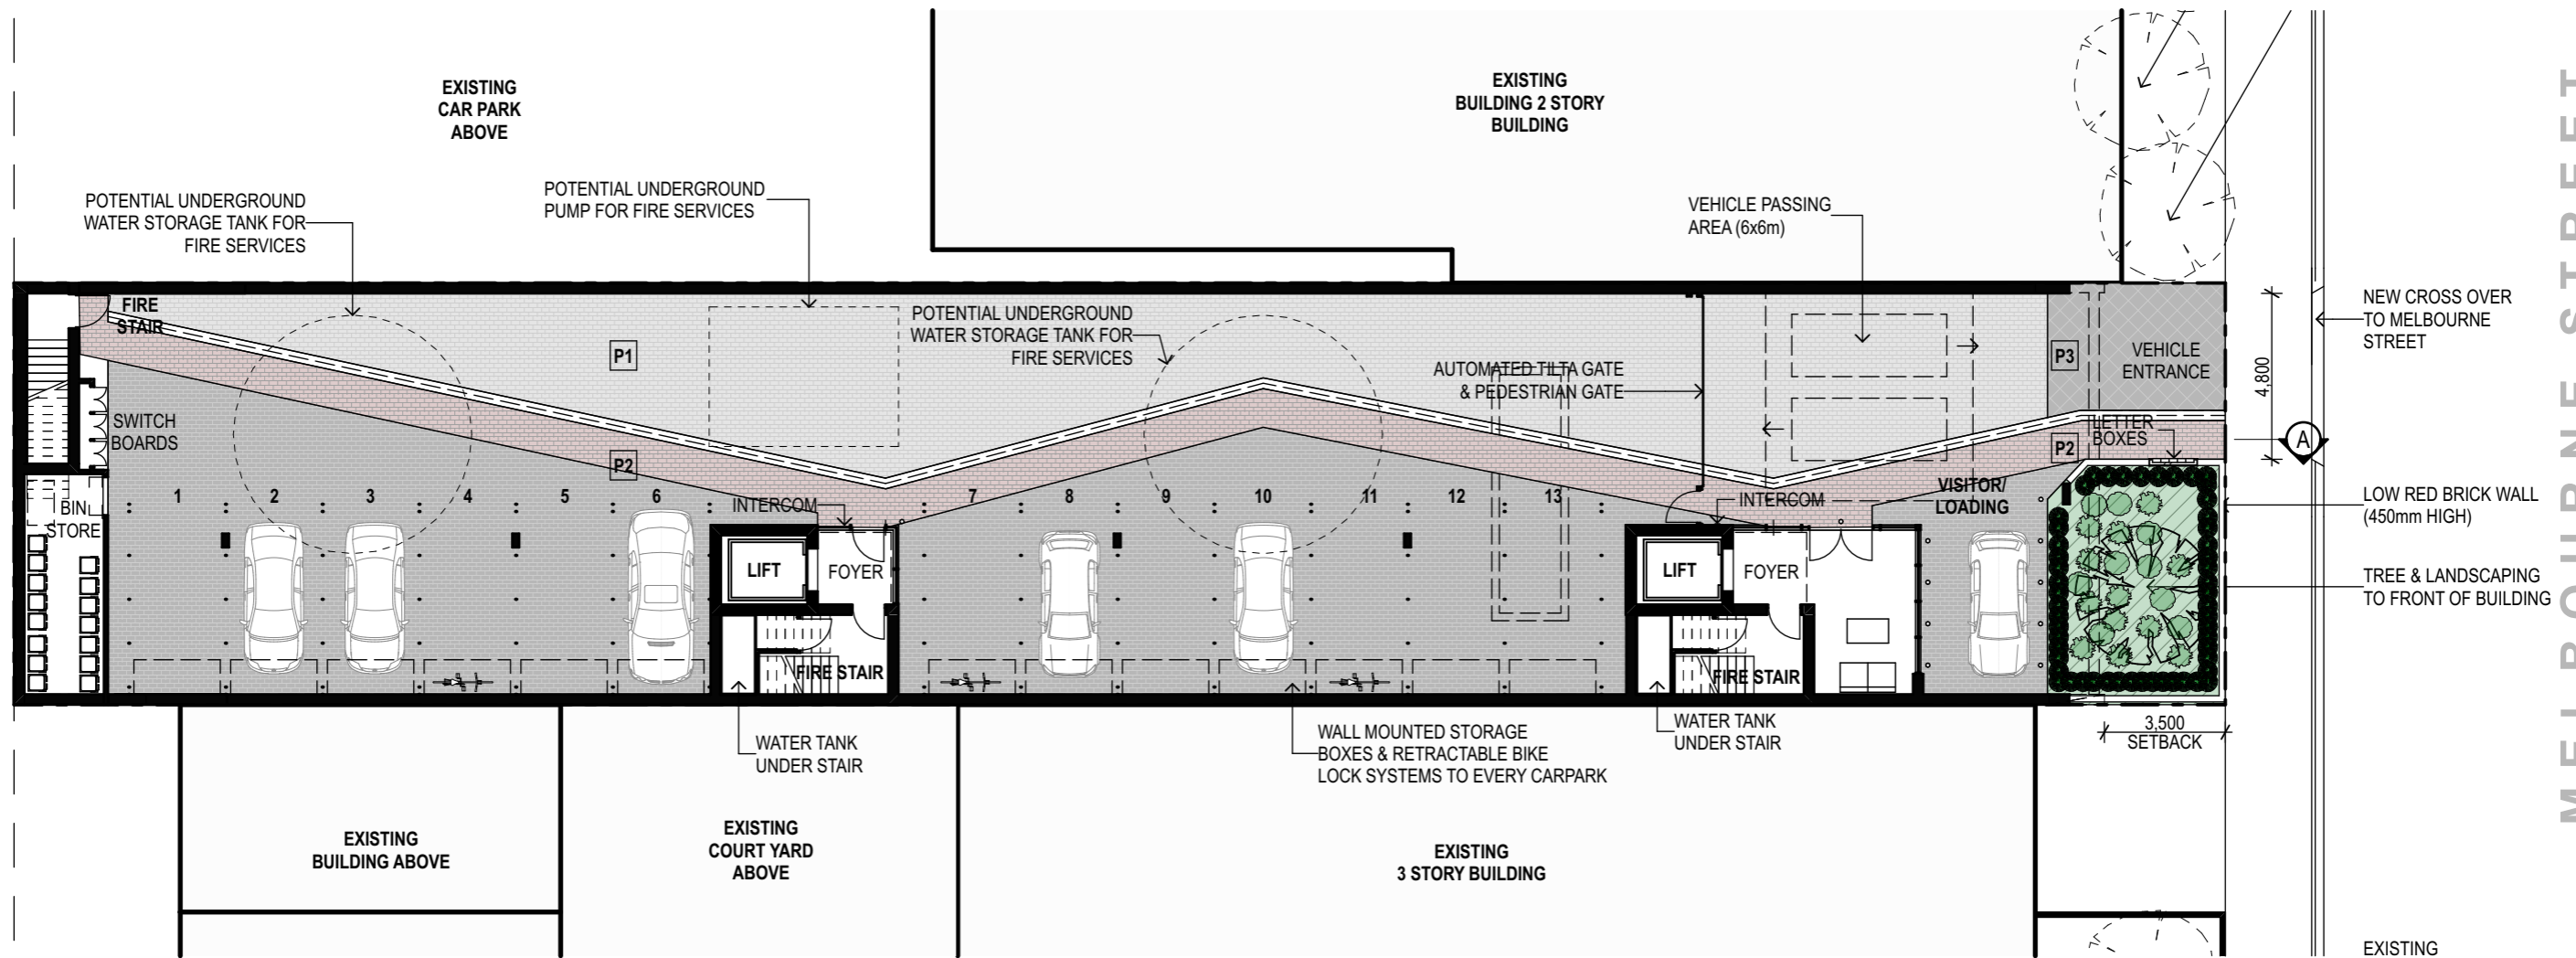 EXISTING
CAR PARK
ABOVE
EXISTING
BUILDING 2 STORY
BUILDING
POTENTIAL UNDERGROUND
WATER STORAGE TANK FOR
FIRE SERVICES
POTENTIAL UNDERGROUND
PUMP FOR FIRE SERVICES
VEHICLE PASSING
AREA (6x6m)
FIRE
STAIR
POTENTIAL UNDERGROUND
WATER STORAGE TANK FOR
FIRE SERVICES
NEW CROSS OVER
TO MELBOURNE
STREET
P1
P3
VEHICLE
ENTRANCE
4,800
AUTOMATED TILTA GATE
& PEDESTRIAN GATE
SWITCH
BOARDS
LETTER
BOXES
P2
P2
A
1
2
3
4
5
6
7
8
9
10
11
12
13
VISITOR/
LOADING
BIN
STORE
INTERCOM
INTERCOM
LOW RED BRICK WALL
(450mm HIGH)
LIFT
FOYER
LIFT
FOYER
TREE & LANDSCAPING
TO FRONT OF BUILDING
FIRE STAIR
FIRE STAIR
3,500
SETBACK
WATER TANK
UNDER STAIR
WALL MOUNTED STORAGE
BOXES & RETRACTABLE BIKE
LOCK SYSTEMS TO EVERY CARPARK
WATER TANK
UNDER STAIR
EXISTING
BUILDING ABOVE
EXISTING
COURT YARD
ABOVE
EXISTING
3 STORY BUILDING
EXISTING
MELBOURNE STREET